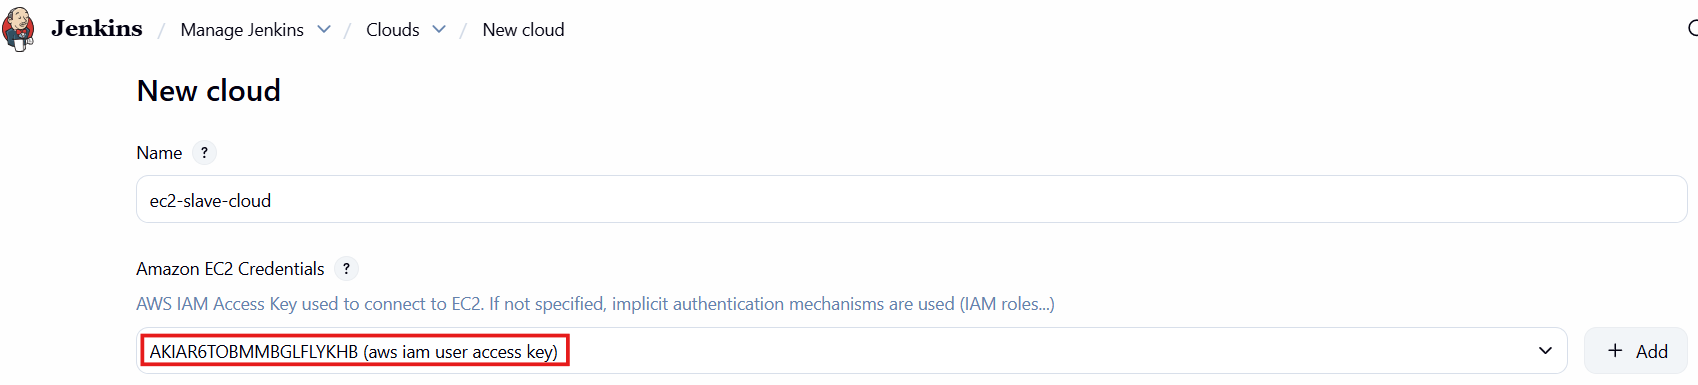 Jenkins / Manage Jenkins / Clouds / New cloud
New cloud
Name ?
ec2-slave-cloud
Amazon EC2 Credentials ?
AWS IAM Access Key used to connect to EC2. If not specified, implicit authentication mechanisms are used (IAM roles...)
AKIAR6TOBMMBGLFLYKHB (aws iam user access key)
+ Add